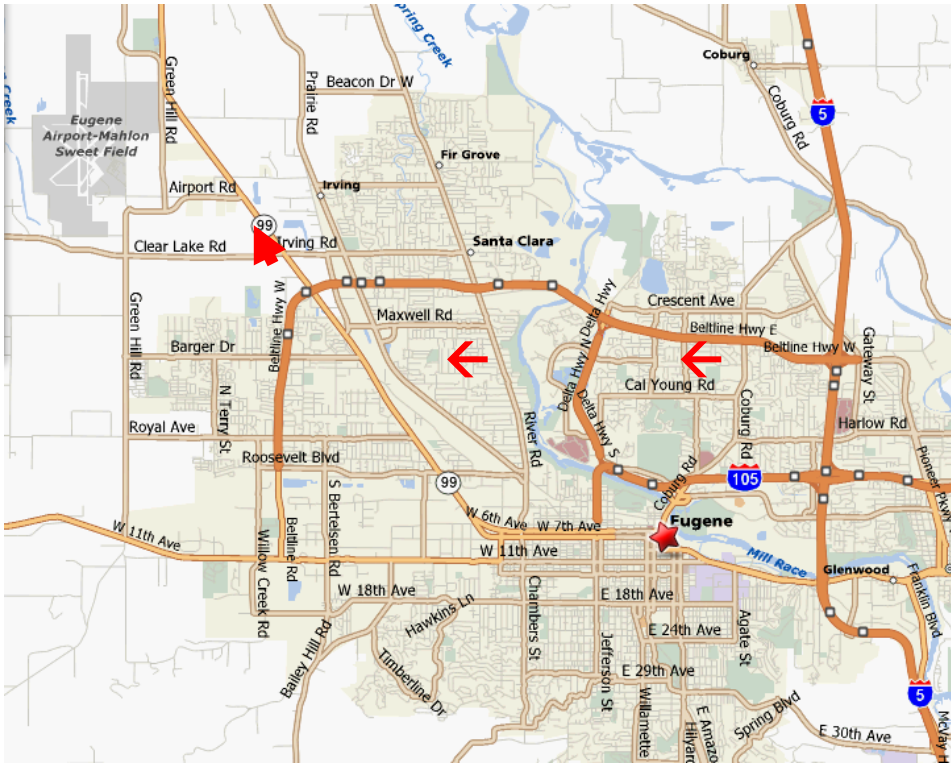 Spring Creek
Creek
Coburg
Green Hill Rd
Prairie Rd
Beacon Dr W
Coburg Rd
5
Eugene
Airport-Mahlon
Sweet Field
Fir Grove
Airport Rd
Irving
99
Clear Lake Rd
Irving Rd
Santa Clara
Green Hill Rd
Beltline Hwy W
Delta Hwy
Crescent Ave
Maxwell Rd
Beltline Hwy E
Barger Dr
Beltline Hwy W
Gateway St
N Terry St
Delta Hwy N
Cal Young Rd
Delta Hwy S
Coburg Rd
Royal Ave
River Rd
Harlow Rd
Roosevelt Blvd
Pioneer Pkwy
99
S Bertelsen Rd
Coburg Rd
105
W 6th Ave
W 7th Ave
Eugene
W 11th Ave
Willow Creek Rd
Beltline Rd
W 11th Ave
Mill Race
Glenwood
Franklin Blvd
W 18th Ave
Hawkins Ln
Chambers St
E 18th Ave
Agate St
E 24th Ave
Bailey Hill Rd
Timberline Dr
Jefferson St
E 29th Ave
5
Willamette
E Amazo
Hilyard
Spring Blvd
E 30th Ave
McVay H